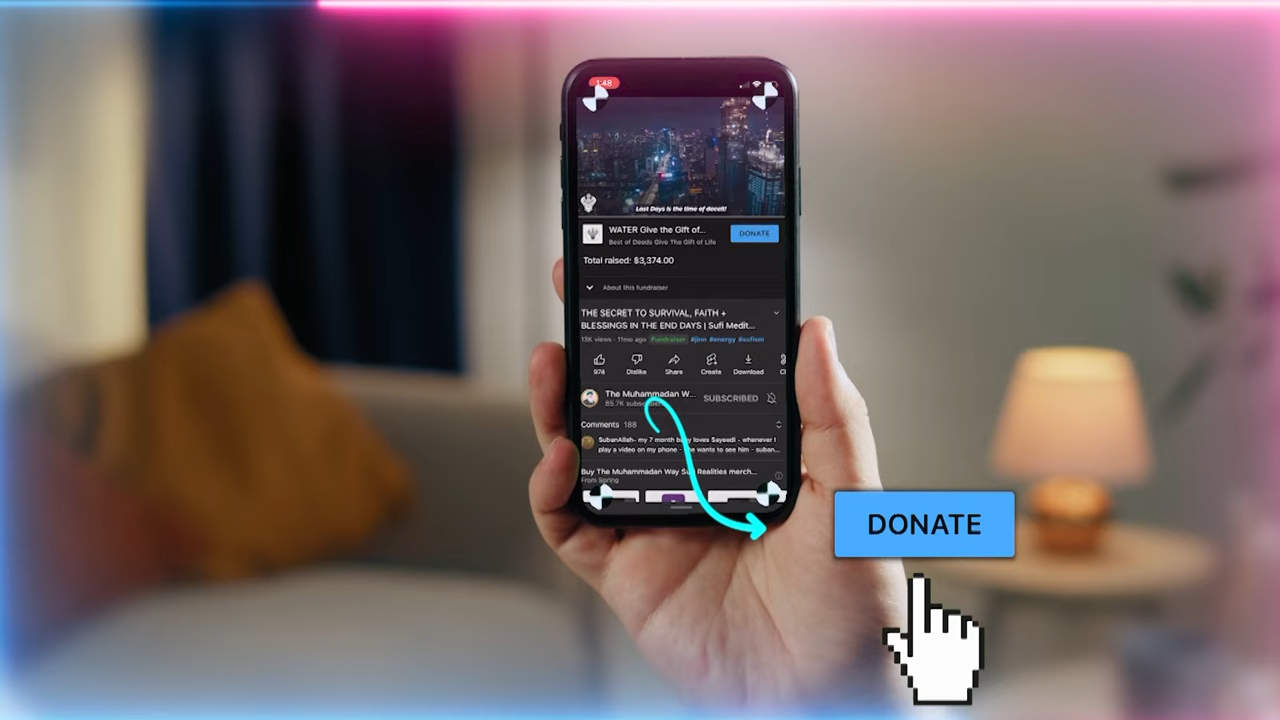 1:48
Last Days is the time of deceit!
WATER Give the Gift of...
DONATE
Best of Deeds Give The Gift of Life
Total raised: $3,374.00
About this fundraiser
THE SECRET TO SURVIVAL, FAITH +
BLESSINGS IN THE END DAYS | Sufi Medit...
13K views · 11mo ago Fundraiser #jinn #energy #sufism
974
Dislike
Share
Create
Download
The Muhammadan W...
SUBSCRIBED
85.7K
Comments 188
SubanAllah- my 7 month baby loves Sayeedi - whenever I
play a video on my phone - she wants to see him - suban...
Buy The Muhammadan Way Sufi Realities merch...
From Spring
DONATE